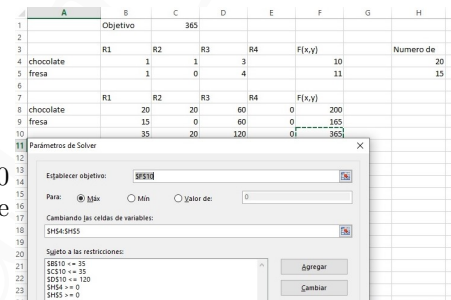 A B C D E F G H
1 Objetivo 365
2
3 R1 R2 R3 R4 F(x,y) Numero de
4 chocolate 1 1 3 10 20
5 fresa 1 0 4 11 15
6
7 R1 R2 R3 R4 F(x,y)
8 chocolate 20 20 60 0 200
9 fresa 15 0 60 0 165
10 35 20 120 0 365
11 Parámetros de Solver ×
12
13 Establecer objetivo: $F$10
0
14
15 Para: Máx Mín Valor de: 0
e
16
17 Cambiando las celdas de variables:
18 $H$4:$H$5
19
20 Sujeto a las restricciones:
21 $B$10 <= 35 Agregar
$C$10 <= 35
22 $D$10 <= 120
$H$4 >= 0 Cambiar
23 $H$5 >= 0